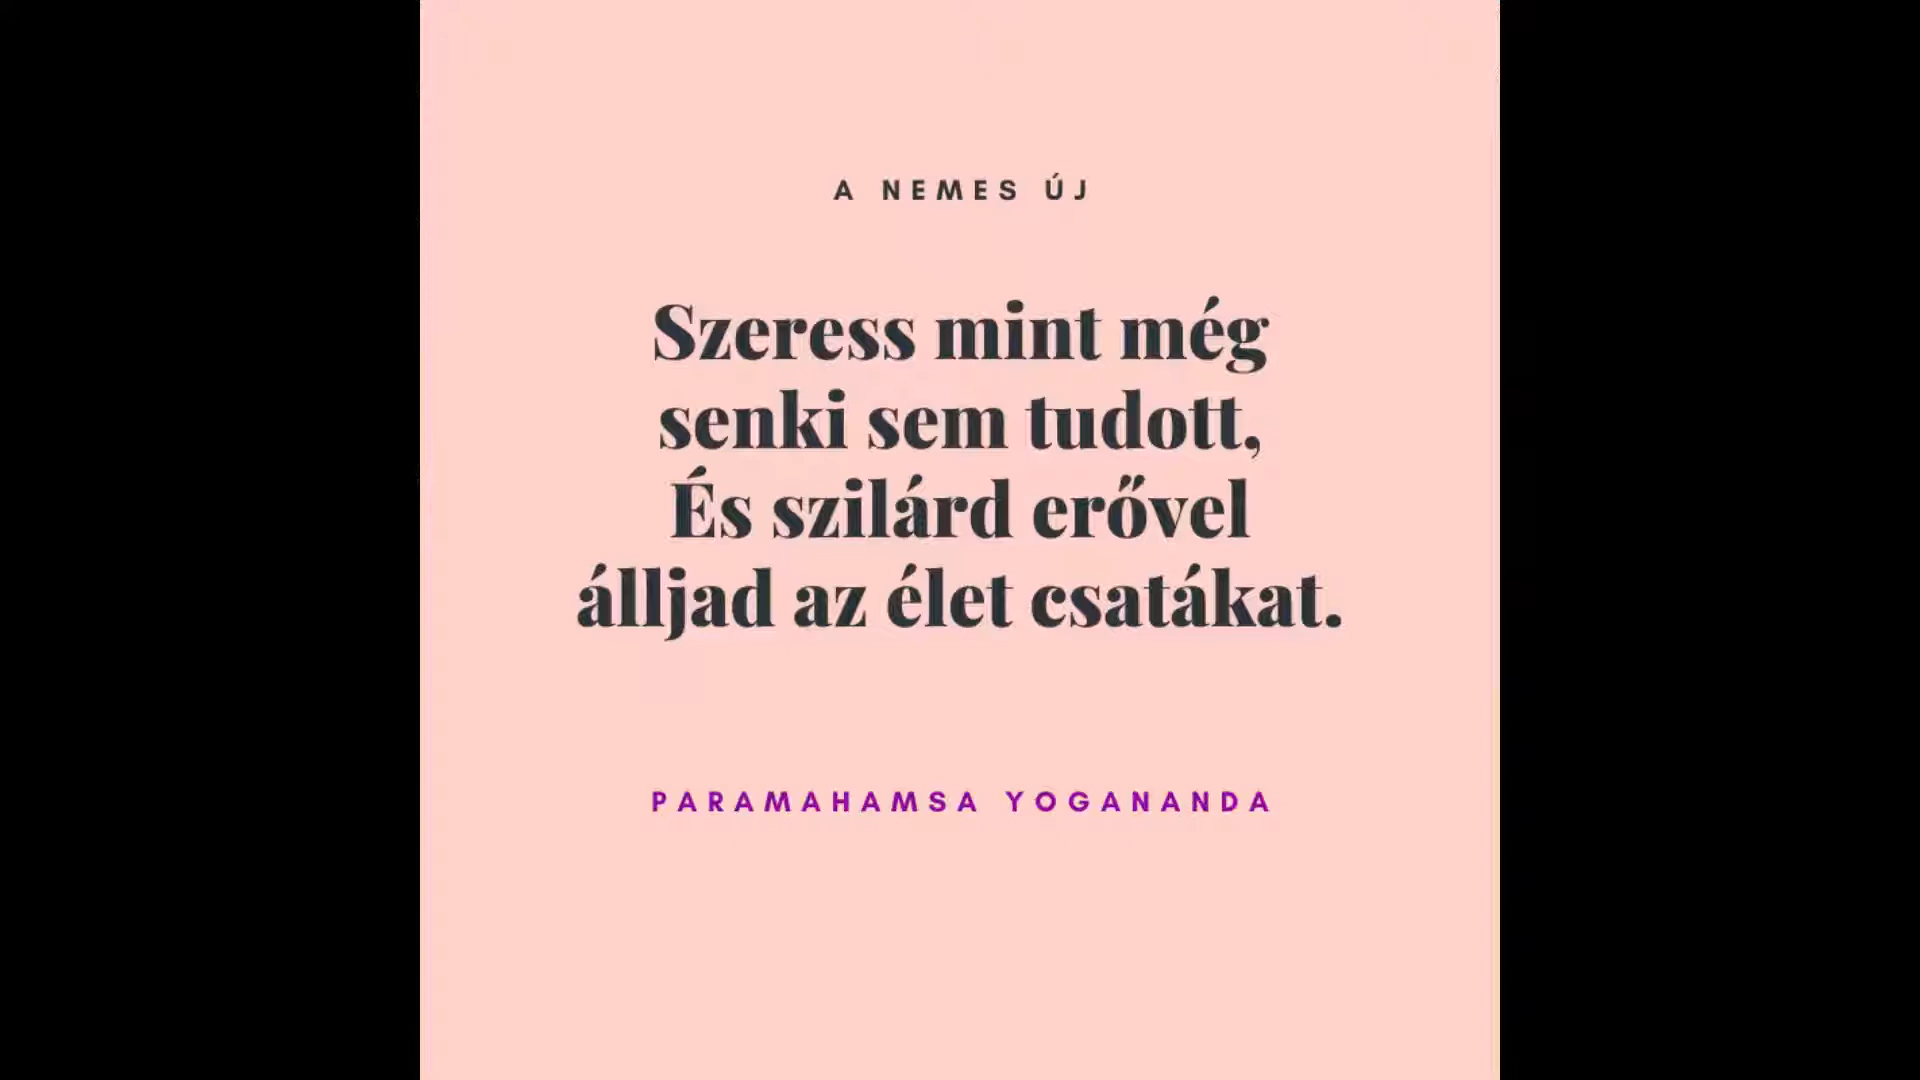 A NEMES ÚJ
Szeress mint még
senki sem tudott,
És szilárd erővel
álljad az élet csatákat.
PARAMAHAMSA YOGANANDA